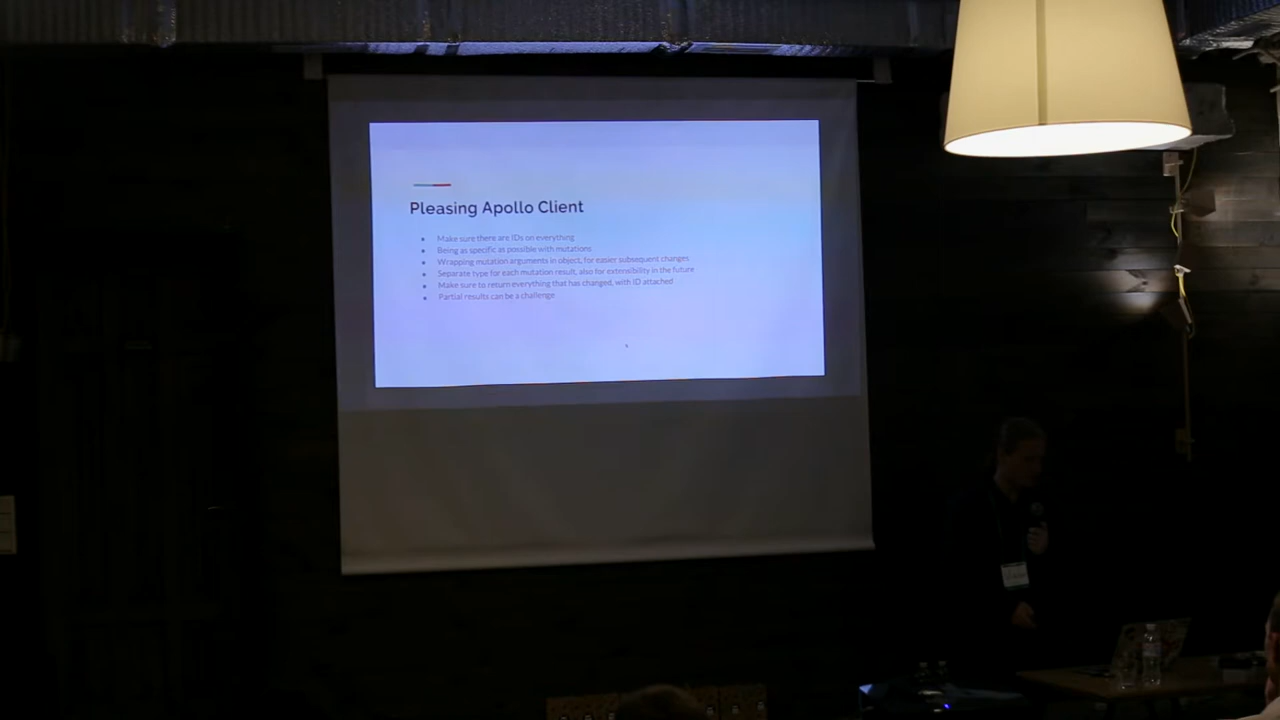 Pleasing Apollo Client
Make sure there are IDs on everything
Being as specific as possible with mutations
Wrapping mutation arguments in object, for easier subsequent changes
Separate type for each mutation result, also for extensibility in the future
Make sure to return everything that has changed, with ID attached
Partial results can be a challenge